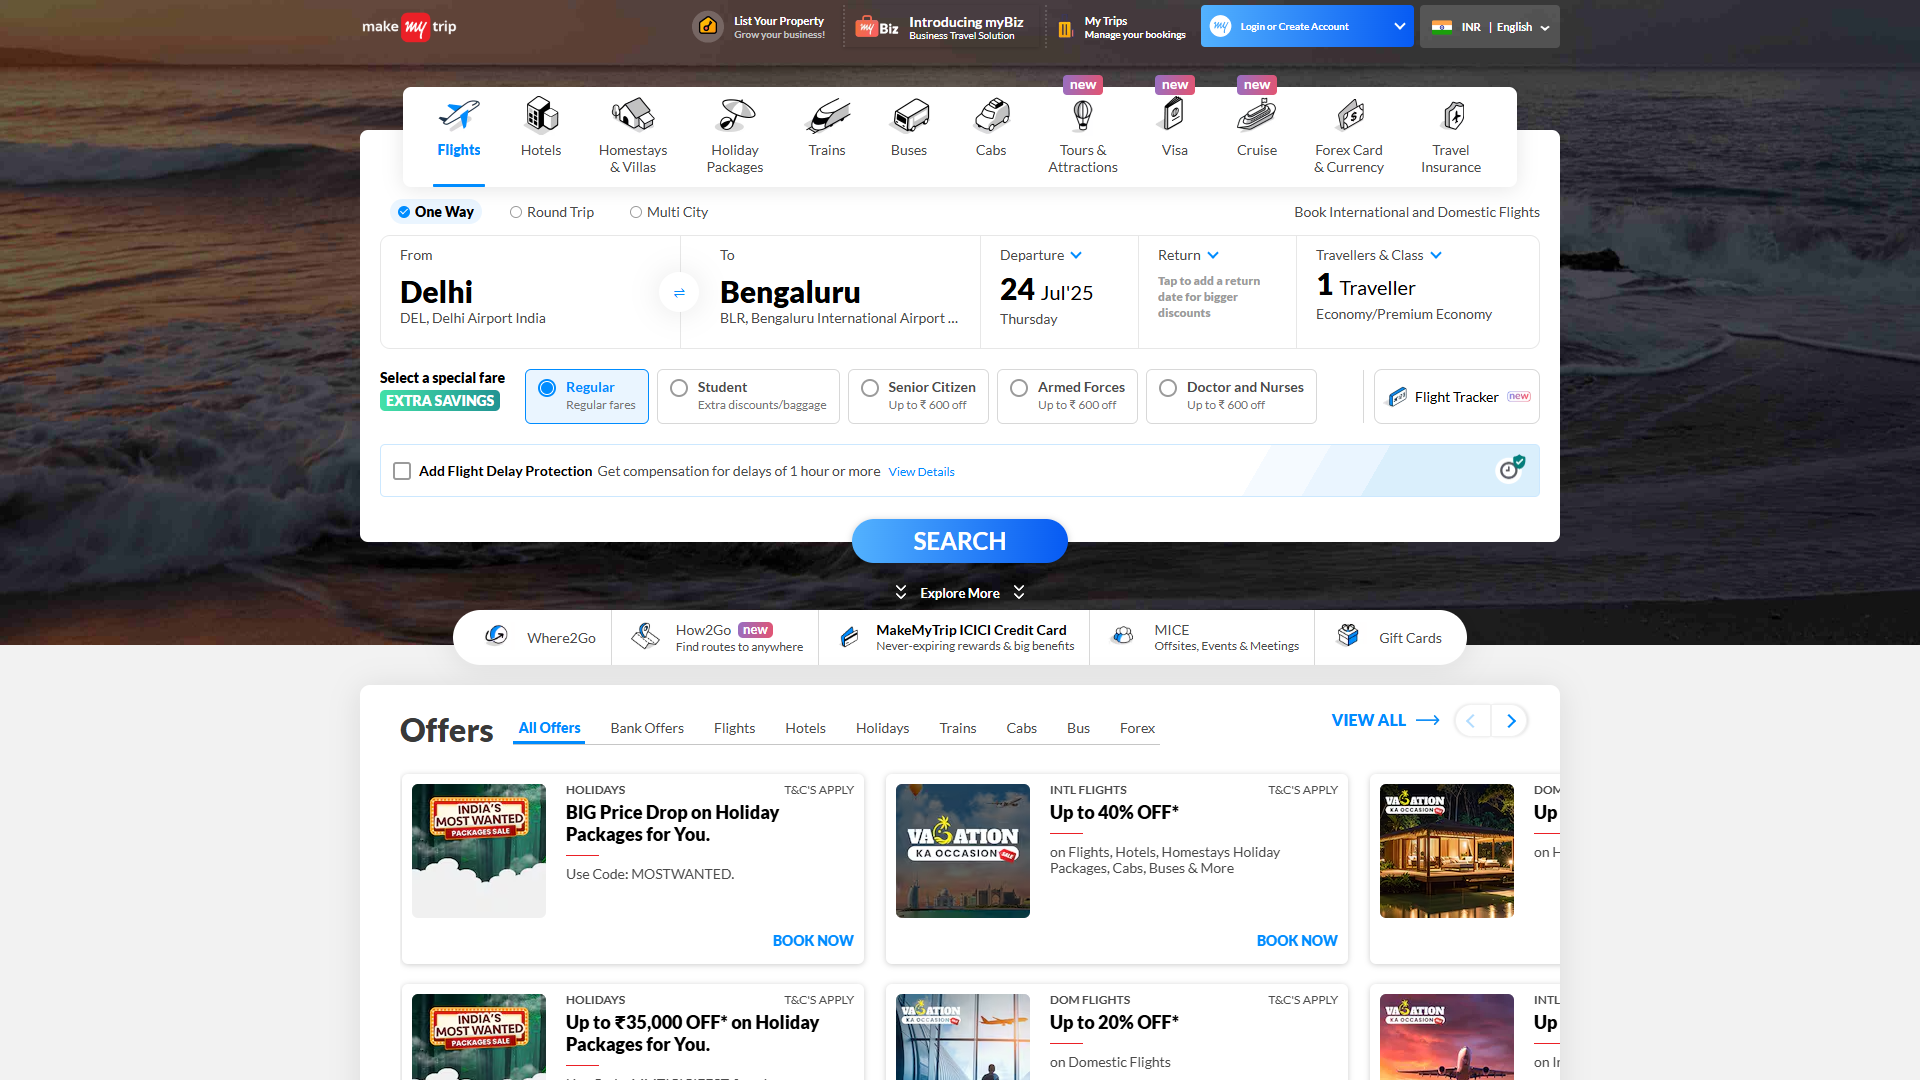 make my trip
List Your Property
Grow your business!
my Biz
Introducing myBiz
Business Travel Solution
My Trips
Manage your bookings
my Login or Create Account
INR | English
new
new
new
Flights
Hotels
Homestays
& Villas
Holiday
Packages
Trains
Buses
Cabs
Tours &
Attractions
Visa
Cruise
Forex Card
& Currency
Travel
Insurance
One Way
Round Trip
Multi City
Book International and Domestic Flights
From
Delhi
DEL, Delhi Airport India
To
Bengaluru
BLR, Bengaluru International Airport ...
Departure
24 Jul'25
Thursday
Return
Tap to add a return
date for bigger
discounts
Travellers & Class
1 Traveller
Economy/Premium Economy
Select a special fare
EXTRA SAVINGS
Regular
Regular fares
Student
Extra discounts/baggage
Senior Citizen
Up to ₹ 600 off
Armed Forces
Up to ₹ 600 off
Doctor and Nurses
Up to ₹ 600 off
Flight Tracker new
Add Flight Delay Protection Get compensation for delays of 1 hour or more View Details
SEARCH
Explore More
Where2Go
How2Go new
Find routes to anywhere
MakeMyTrip ICICI Credit Card
Never-expiring rewards & big benefits
MICE
Offsites, Events & Meetings
Gift Cards
Offers
All Offers
Bank Offers
Flights
Hotels
Holidays
Trains
Cabs
Bus
Forex
VIEW ALL
INDIA'S
MOST WANTED
PACKAGES SALE
HOLIDAYS
T&C'S APPLY
BIG Price Drop on Holiday
Packages for You.
Use Code: MOSTWANTED.
BOOK NOW
VACATION
KA OCCASION SALE
INTL FLIGHTS
T&C'S APPLY
Up to 40% OFF*
on Flights, Hotels, Homestays Holiday
Packages, Cabs, Buses & More
BOOK NOW
VACATION
KA OCCASION
DOM
Up
on H
INDIA'S
MOST WANTED
PACKAGES SALE
HOLIDAYS
T&C'S APPLY
Up to ₹35,000 OFF* on Holiday
Packages for You.
VACATION
KA OCCASION
DOM FLIGHTS
T&C'S APPLY
Up to 20% OFF*
on Domestic Flights
VACATION
KA OCCASION
INTL
Up
on In